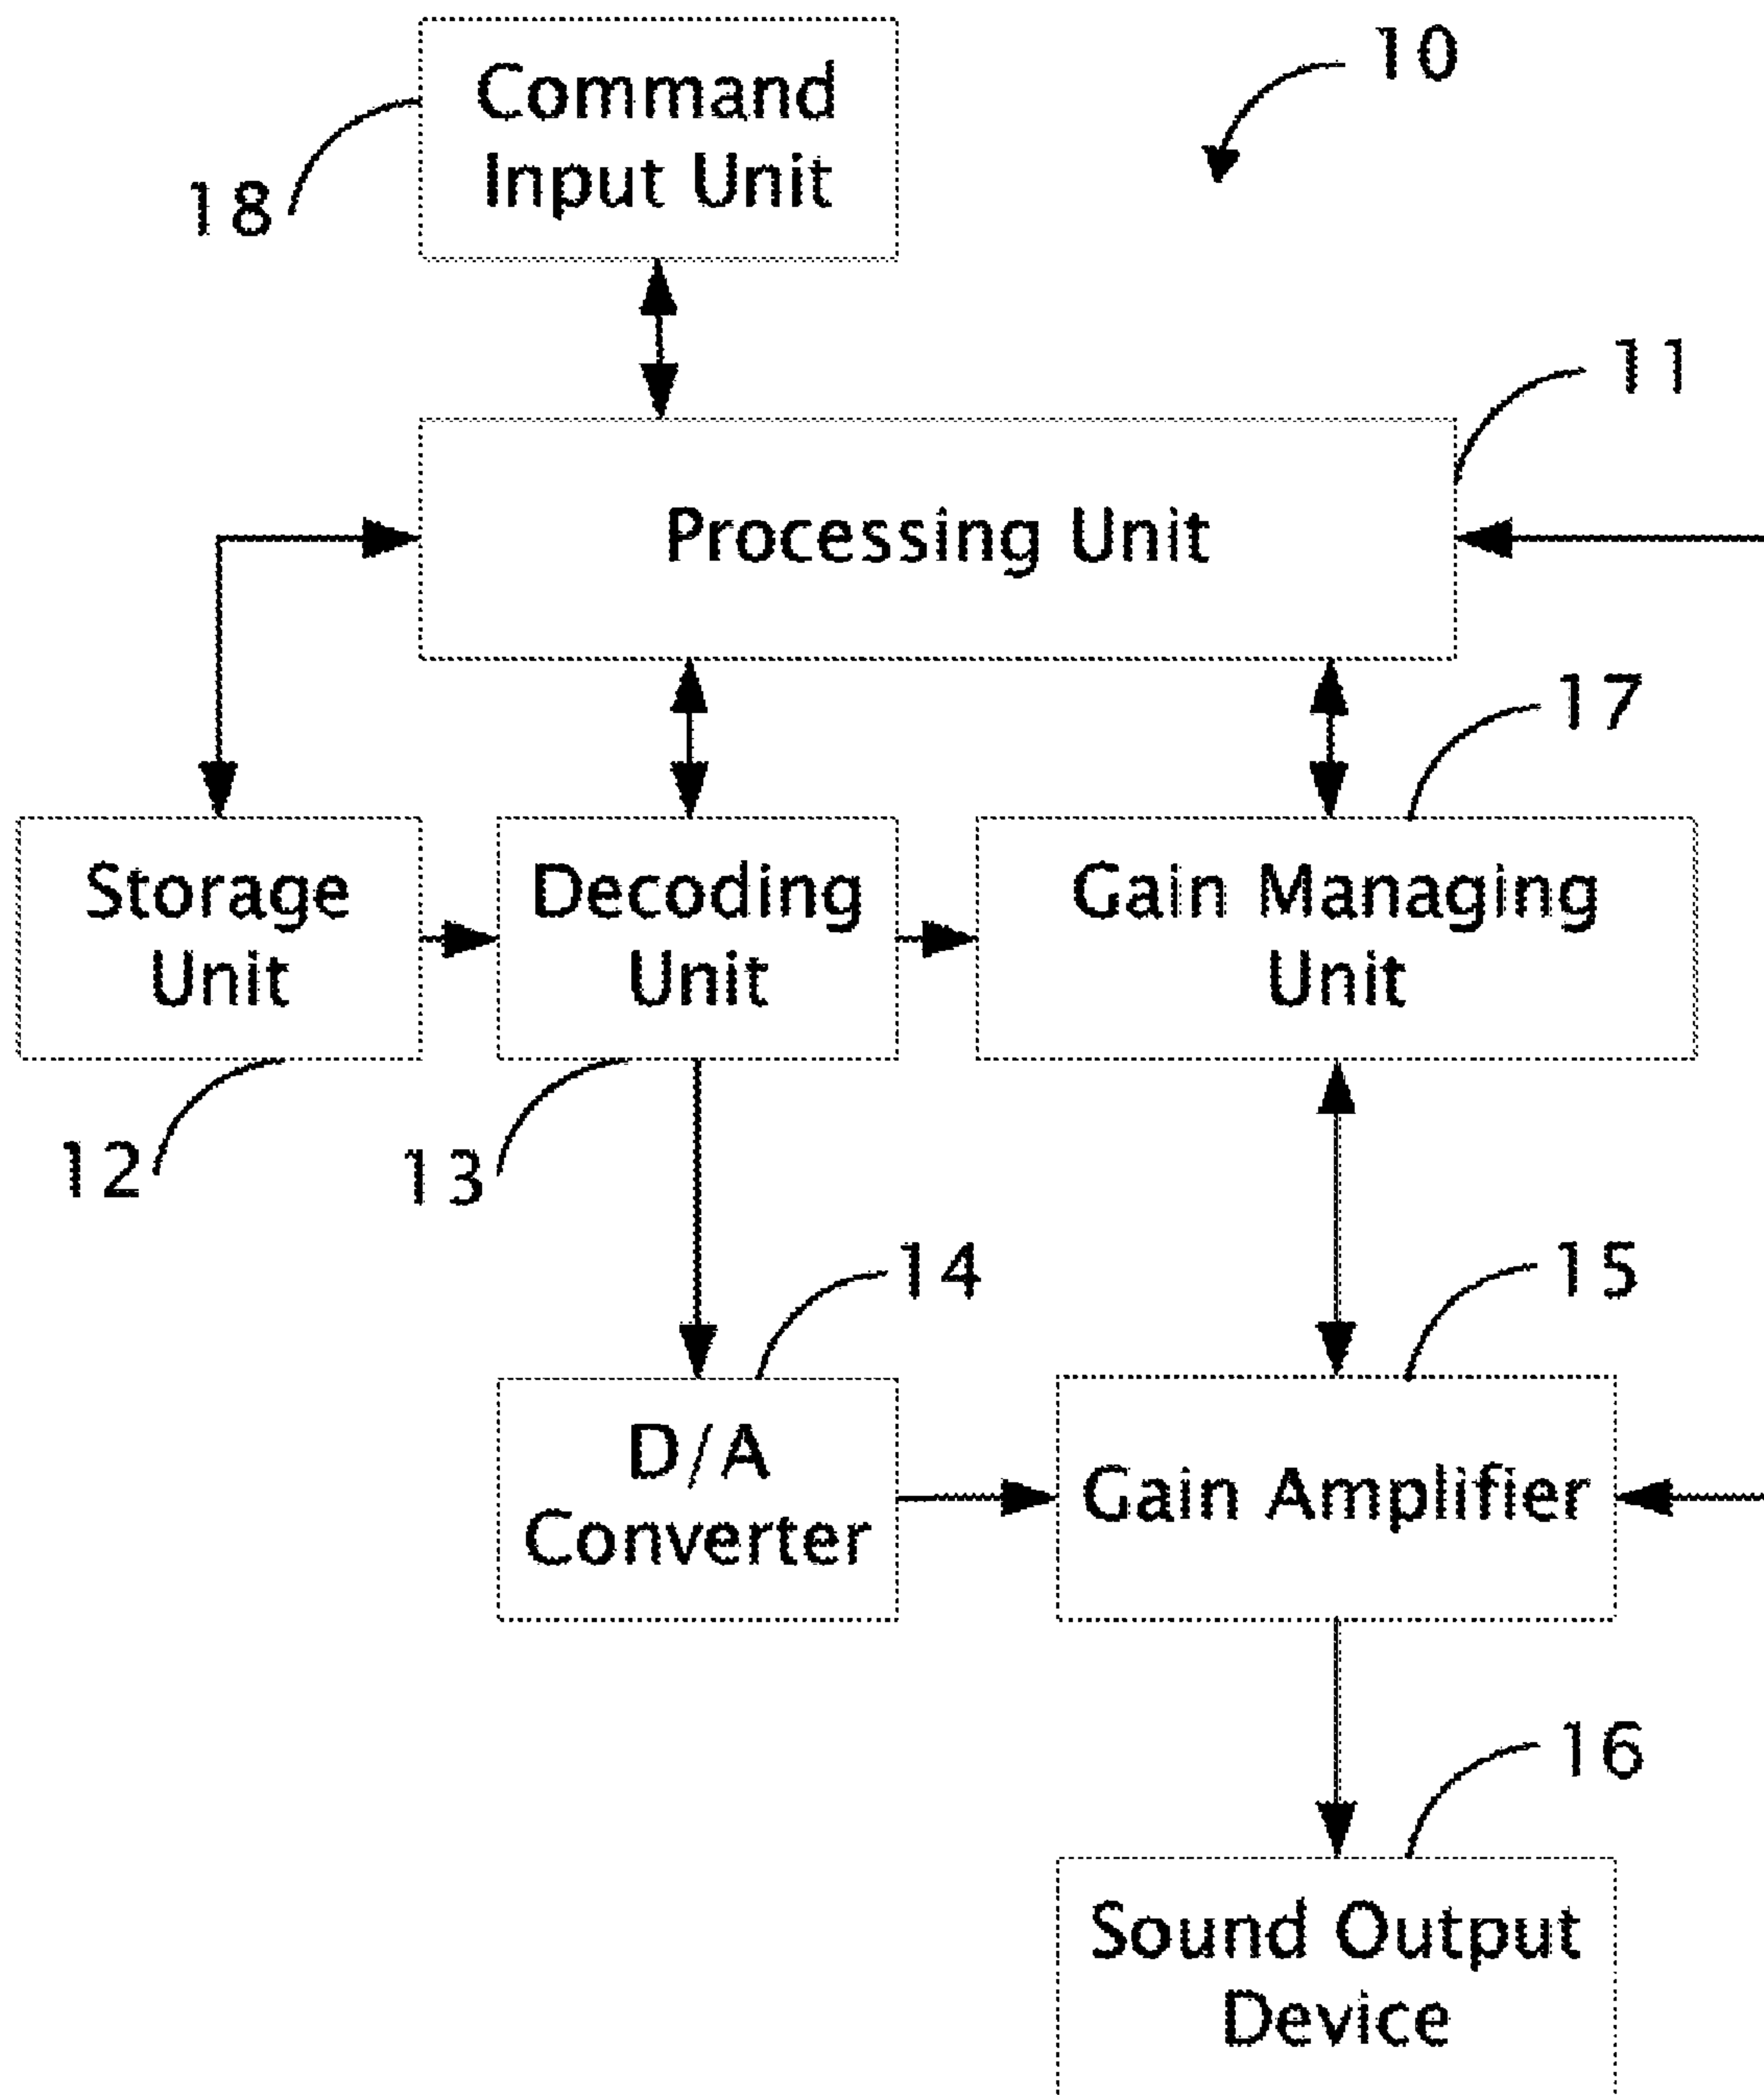 Command
Input Unit
10
18
11
Processing Unit
17
Storage
Unit
Decoding
Unit
Gain Managing
Unit
12
13
14
15
D/A
Converter
Gain Amplifier
16
Sound Output
Device